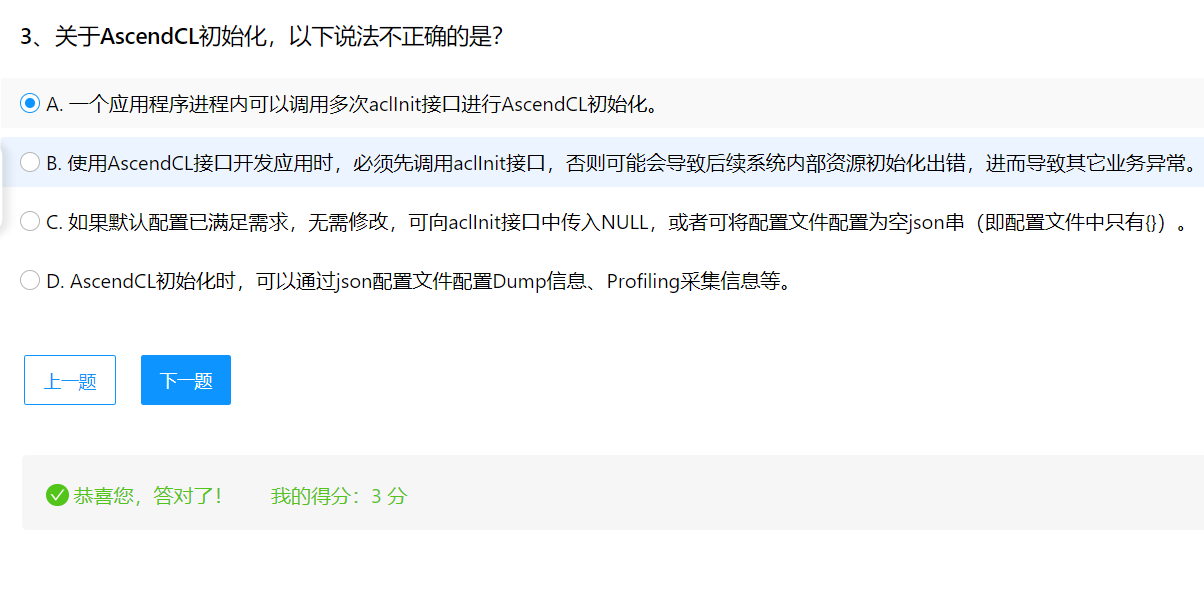 3、关于AscendCL初始化，以下说法不正确的是？
A. 一个应用程序进程内可以调用多次aclInit接口进行AscendCL初始化。
B. 使用AscendCL接口开发应用时，必须先调用aclInit接口，否则可能会导致后续系统内部资源初始化出错，进而导致其它业务异常。
C. 如果默认配置已满足需求，无需修改，可向aclInit接口中传入NULL，或者可将配置文件配置为空json串（即配置文件中只有{}）。
D. AscendCL初始化时，可以通过json配置文件配置Dump信息、Profiling采集信息等。
上一题 下一题
恭喜您，答对了！ 我的得分：3 分